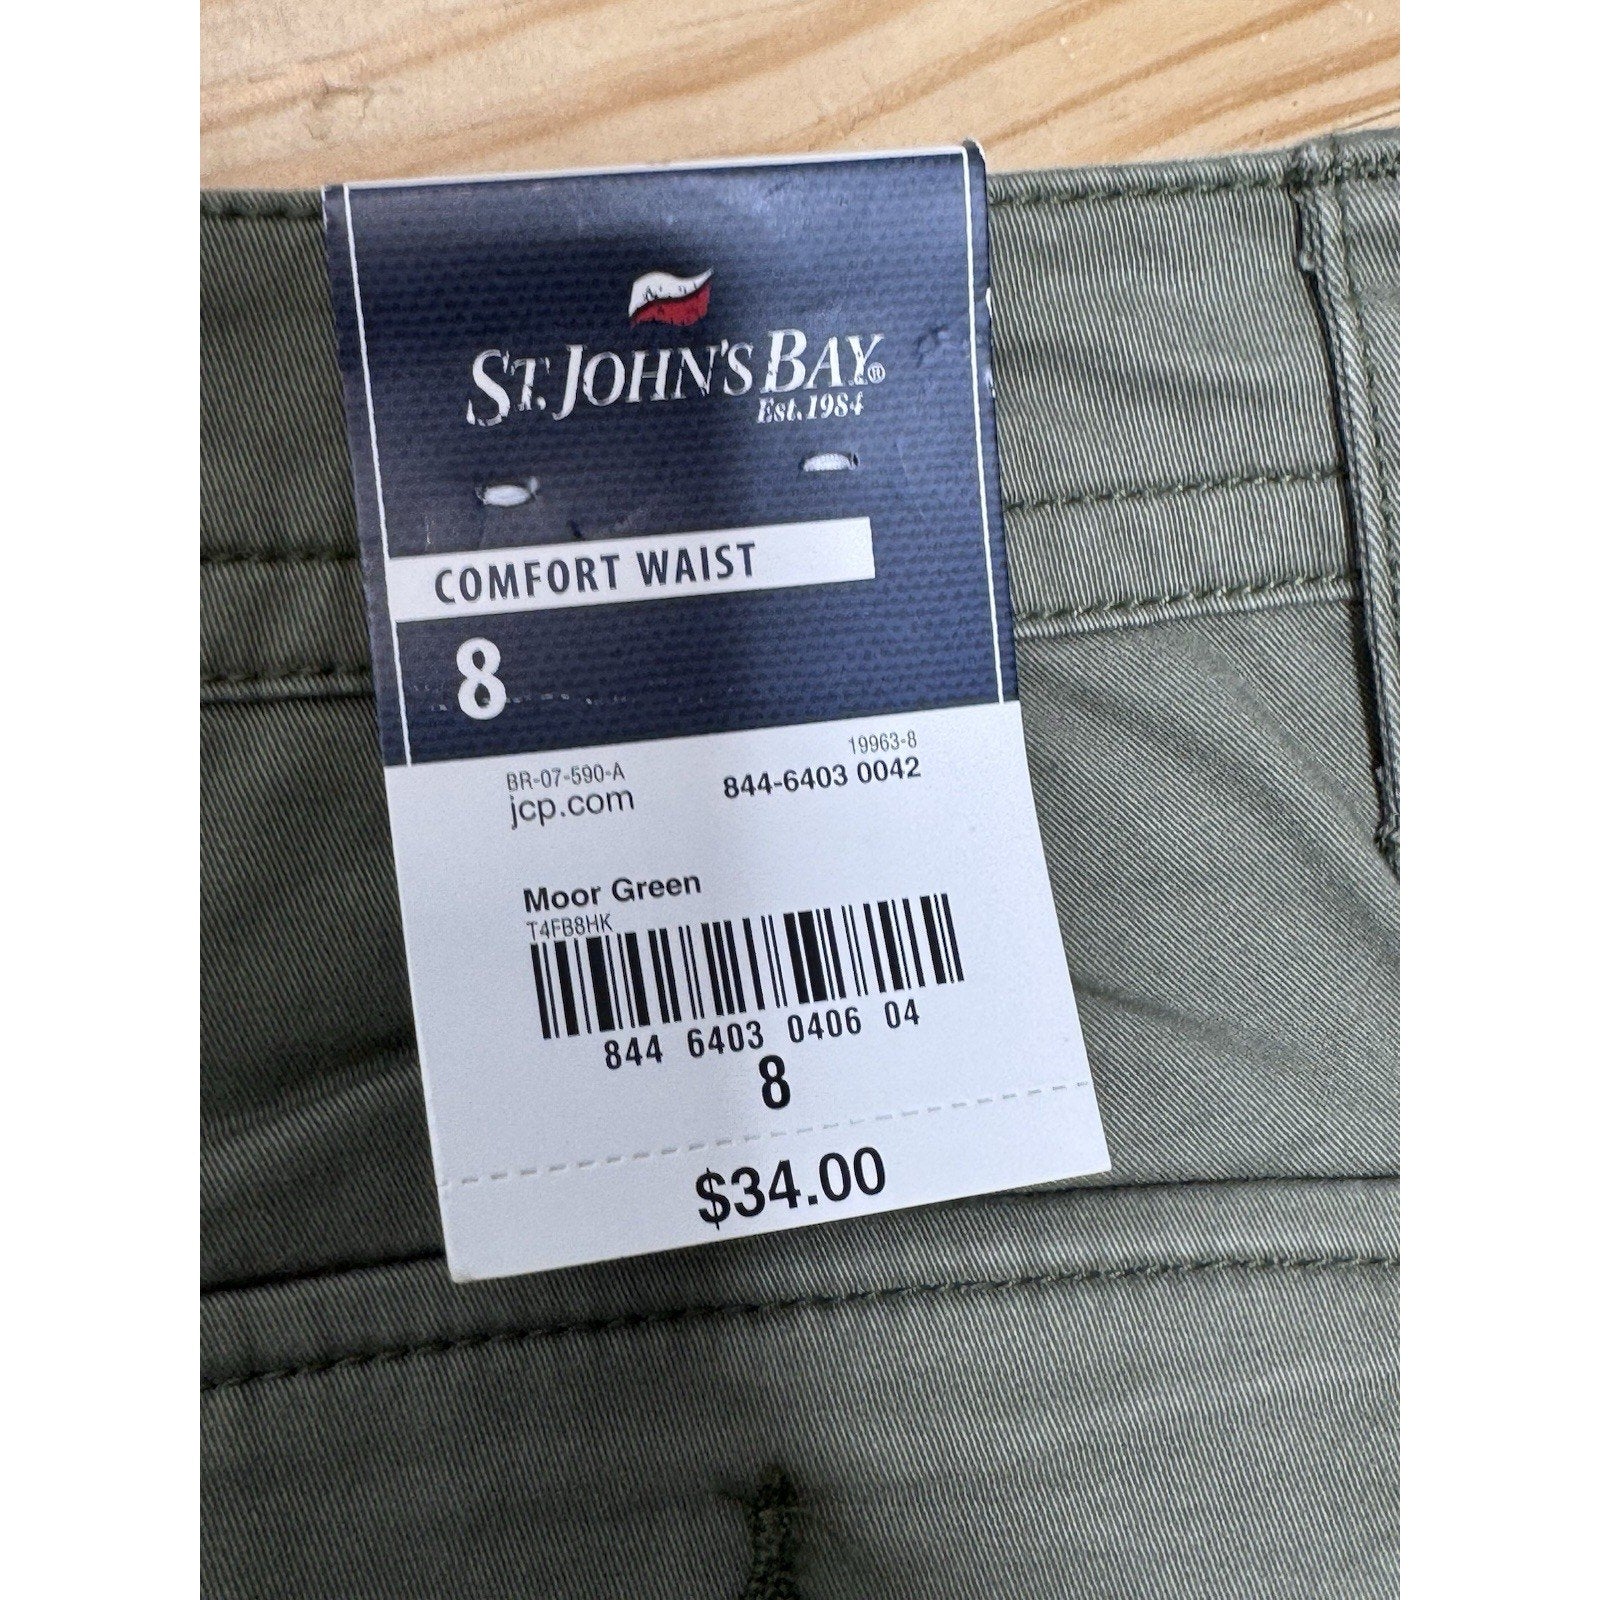 ST. JOHN'S BAY®
Est. 1984
COMFORT WAIST
8
19963-8
BR-07-590-A
844-6403 0042
jcp.com
Moor Green
T4FB8HK
844 6403 0406 04
8
$34.00